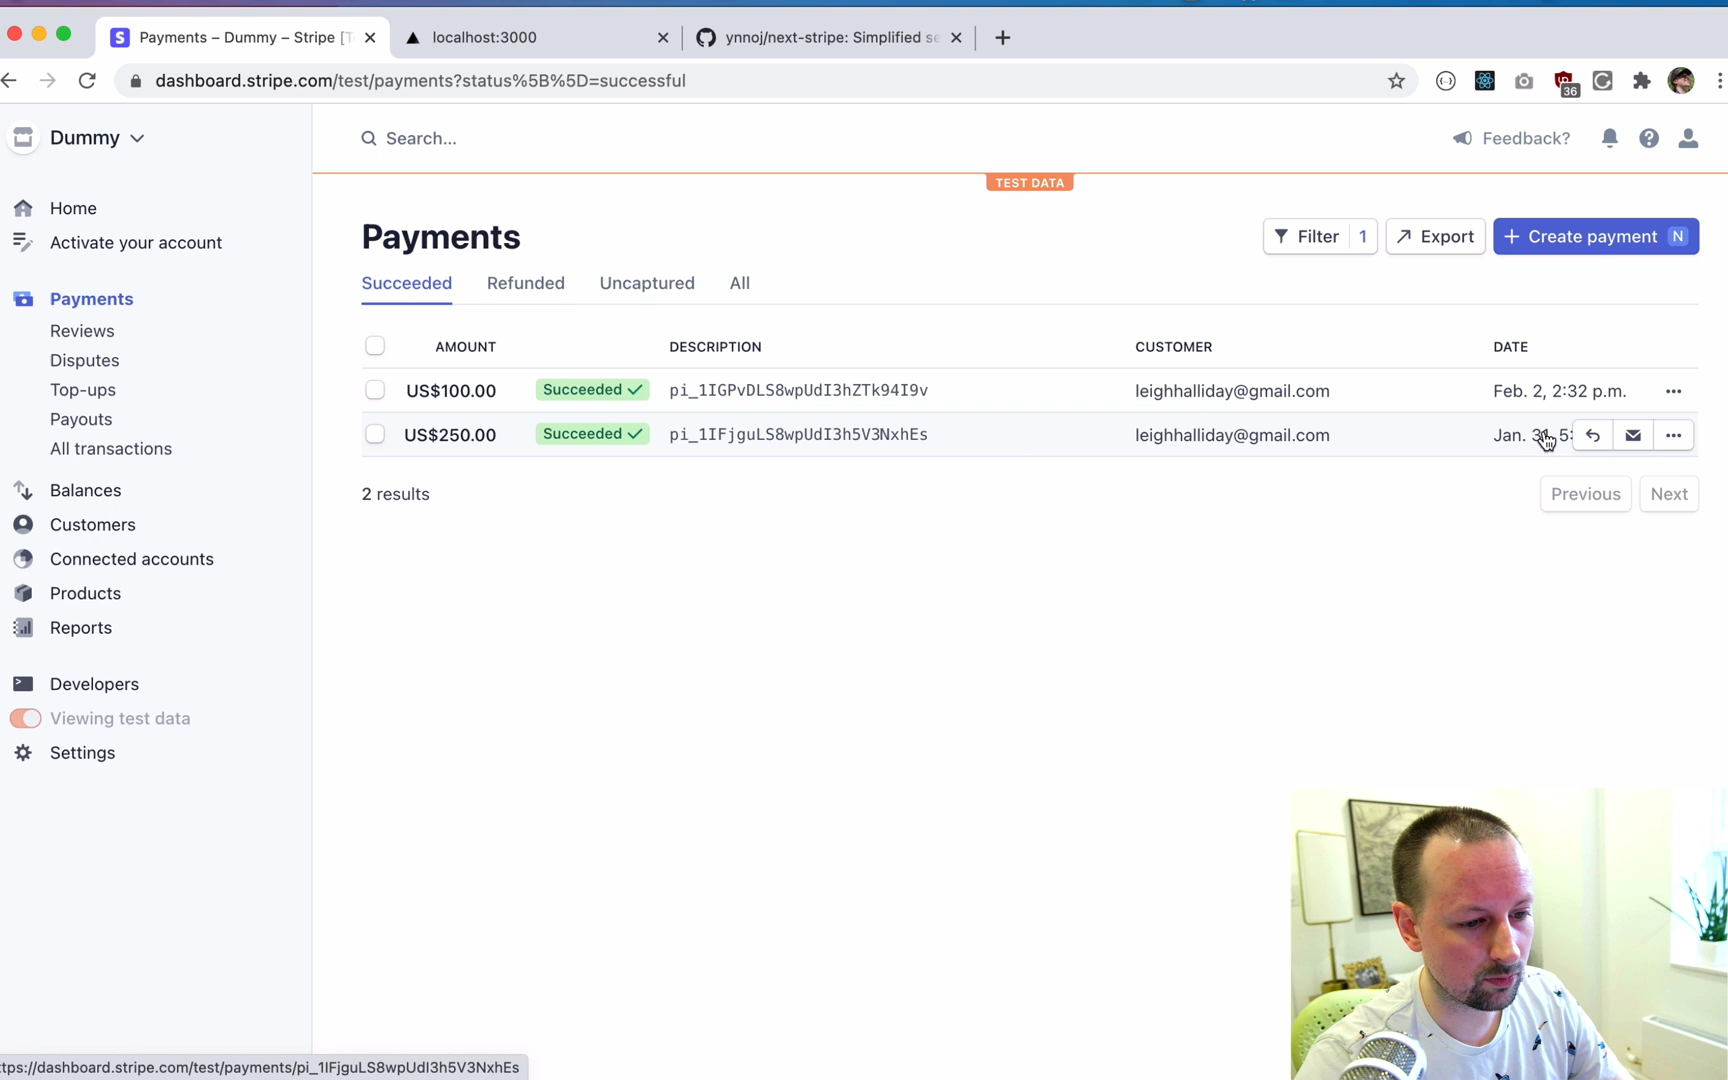 Payments – Dummy – Stripe [T
localhost:3000
ynnoj/next-stripe: Simplified se
dashboard.stripe.com/test/payments?status%5B%5D=successful
36
Dummy
Search...
Feedback?
TEST DATA
Home
Activate your account
Payments
Reviews
Disputes
Top-ups
Payouts
All transactions
Balances
Customers
Connected accounts
Products
Reports
Developers
Viewing test data
Settings
Payments
Filter 1
Export
Create payment N
Succeeded Refunded Uncaptured All
AMOUNT DESCRIPTION CUSTOMER DATE
US$100.00 Succeeded pi_1IGPvDLS8wpUdI3hZTk94I9v leighhalliday@gmail.com Feb. 2, 2:32 p.m.
US$250.00 Succeeded pi_1IFjguLS8wpUdI3h5V3NxhEs leighhalliday@gmail.com Jan. 31, 5:
2 results
Previous Next
tps://dashboard.stripe.com/test/payments/pi_1IFjguLS8wpUdI3h5V3NxhEs